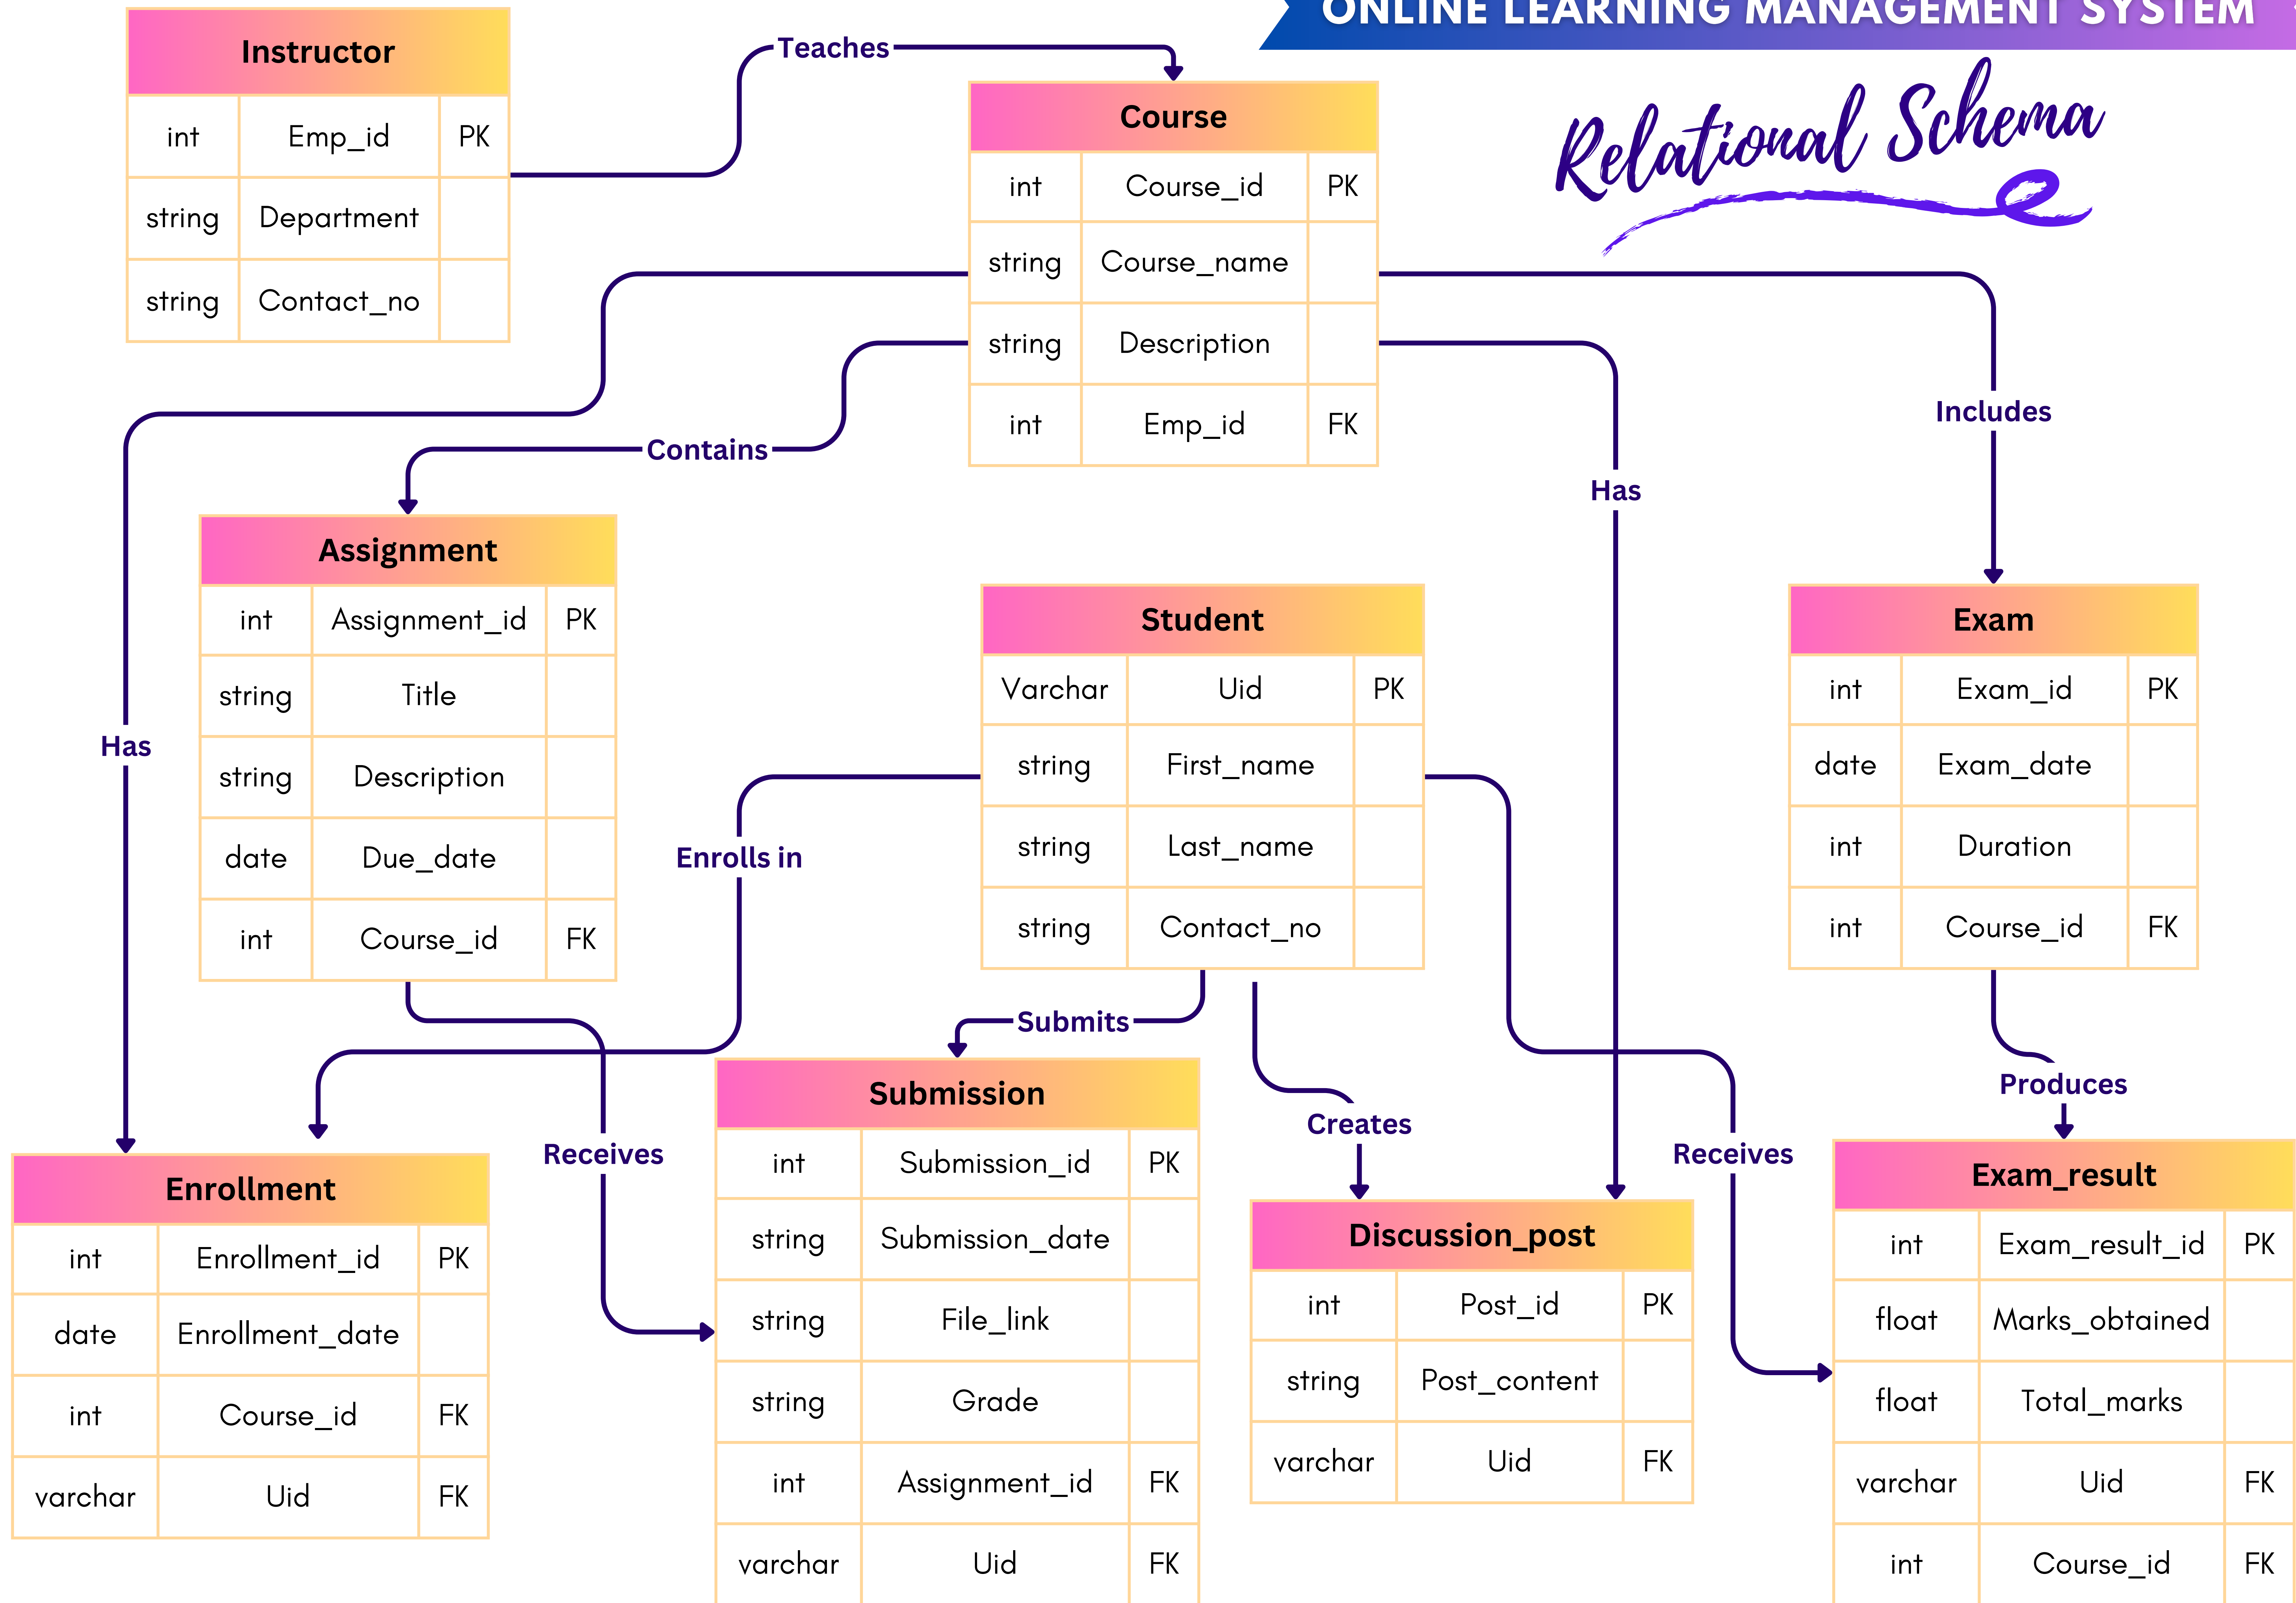 ONLINE LEARNING MANAGEMENT SYSTEM
Relational Schema
Instructor
int Emp_id PK
string Department
string Contact_no
Teaches
Course
int Course_id PK
string Course_name
string Description
int Emp_id FK
Contains
Has
Includes
Has
Assignment
int Assignment_id PK
string Title
string Description
date Due_date
int Course_id FK
Student
Varchar Uid PK
string First_name
string Last_name
string Contact_no
Exam
int Exam_id PK
date Exam_date
int Duration
int Course_id FK
Enrolls in
Submits
Creates
Receives
Receives
Produces
Enrollment
int Enrollment_id PK
date Enrollment_date
int Course_id FK
varchar Uid FK
Submission
int Submission_id PK
string Submission_date
string File_link
string Grade
int Assignment_id FK
varchar Uid FK
Discussion_post
int Post_id PK
string Post_content
varchar Uid FK
Exam_result
int Exam_result_id PK
float Marks_obtained
float Total_marks
varchar Uid FK
int Course_id FK